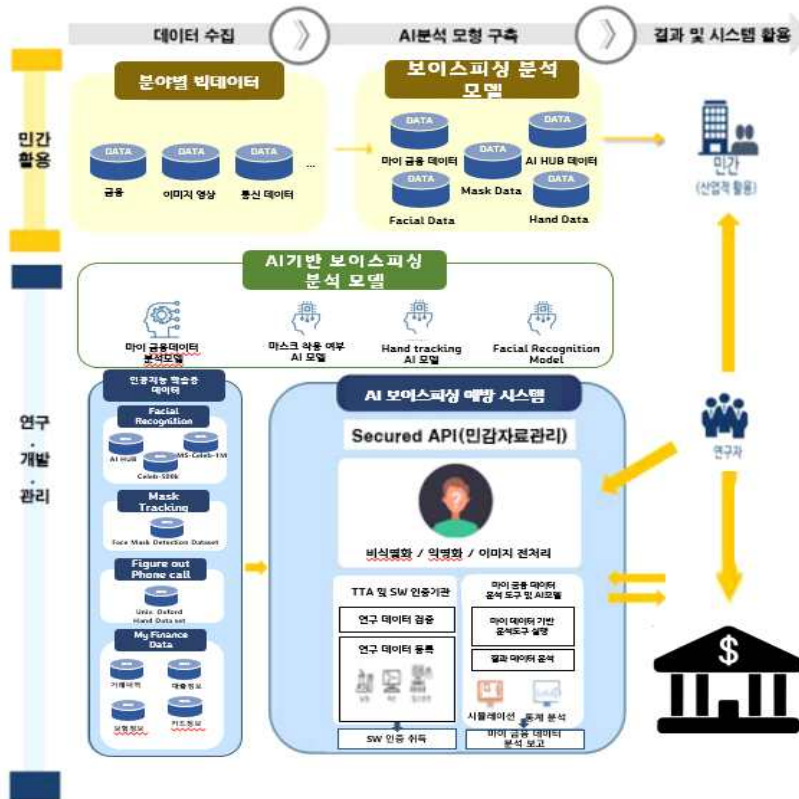 데이터 수집
AI분석 모형 구축
결과 및 시스템 활용
민간
활용
분야별 빅데이터
DATA
금융
DATA
이미지 영상
DATA
통신 데이터
...
보이스피싱 분석
모델
DATA
마이 금융 데이터
DATA
AI HUB 데이터
DATA
Mask Data
DATA
Facial Data
DATA
Hand Data
민간
(산업적 활용)
연구
·
개발
·
관리
AI기반 보이스피싱
분석 모델
마이 금융데이터
분석모델
마스크 착용 여부
AI 모델
Hand tracking
AI 모델
Facial Recognition
Model
인공지능 학습용
데이터
Facial
Recognition
AI HUB
MS-Celeb-1M
Celeb-500k
Mask
Tracking
Face Mask Detection Dataset
Figure out
Phone call
Univ. Oxford
Hand Data set
My Finance
Data
거래내역
대출정보
보험정보
카드정보
AI 보이스피싱 예방 시스템
Secured API(민감자료관리)
비식별화 / 익명화 / 이미지 전처리
TTA 및 SW 인증기관
연구 데이터 검증
연구 데이터 등록
SW 인증 취득
마이 금융 데이터
분석 도구 및 AI모델
마이 데이터 기반
분석도구 실행
결과 데이터 분석
시뮬레이션
통계 분석
마이 금융 데이터
분석 보고
연구자
$